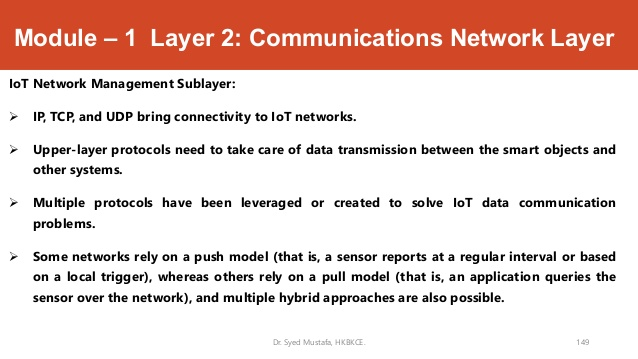 Module – 1 Layer 2: Communications Network Layer
IoT Network Management Sublayer:
➢ IP, TCP, and UDP bring connectivity to IoT networks.
➢ Upper-layer protocols need to take care of data transmission between the smart objects and
other systems.
➢ Multiple protocols have been leveraged or created to solve IoT data communication
problems.
➢ Some networks rely on a push model (that is, a sensor reports at a regular interval or based
on a local trigger), whereas others rely on a pull model (that is, an application queries the
sensor over the network), and multiple hybrid approaches are also possible.
Dr. Syed Mustafa, HKBKCE. 149